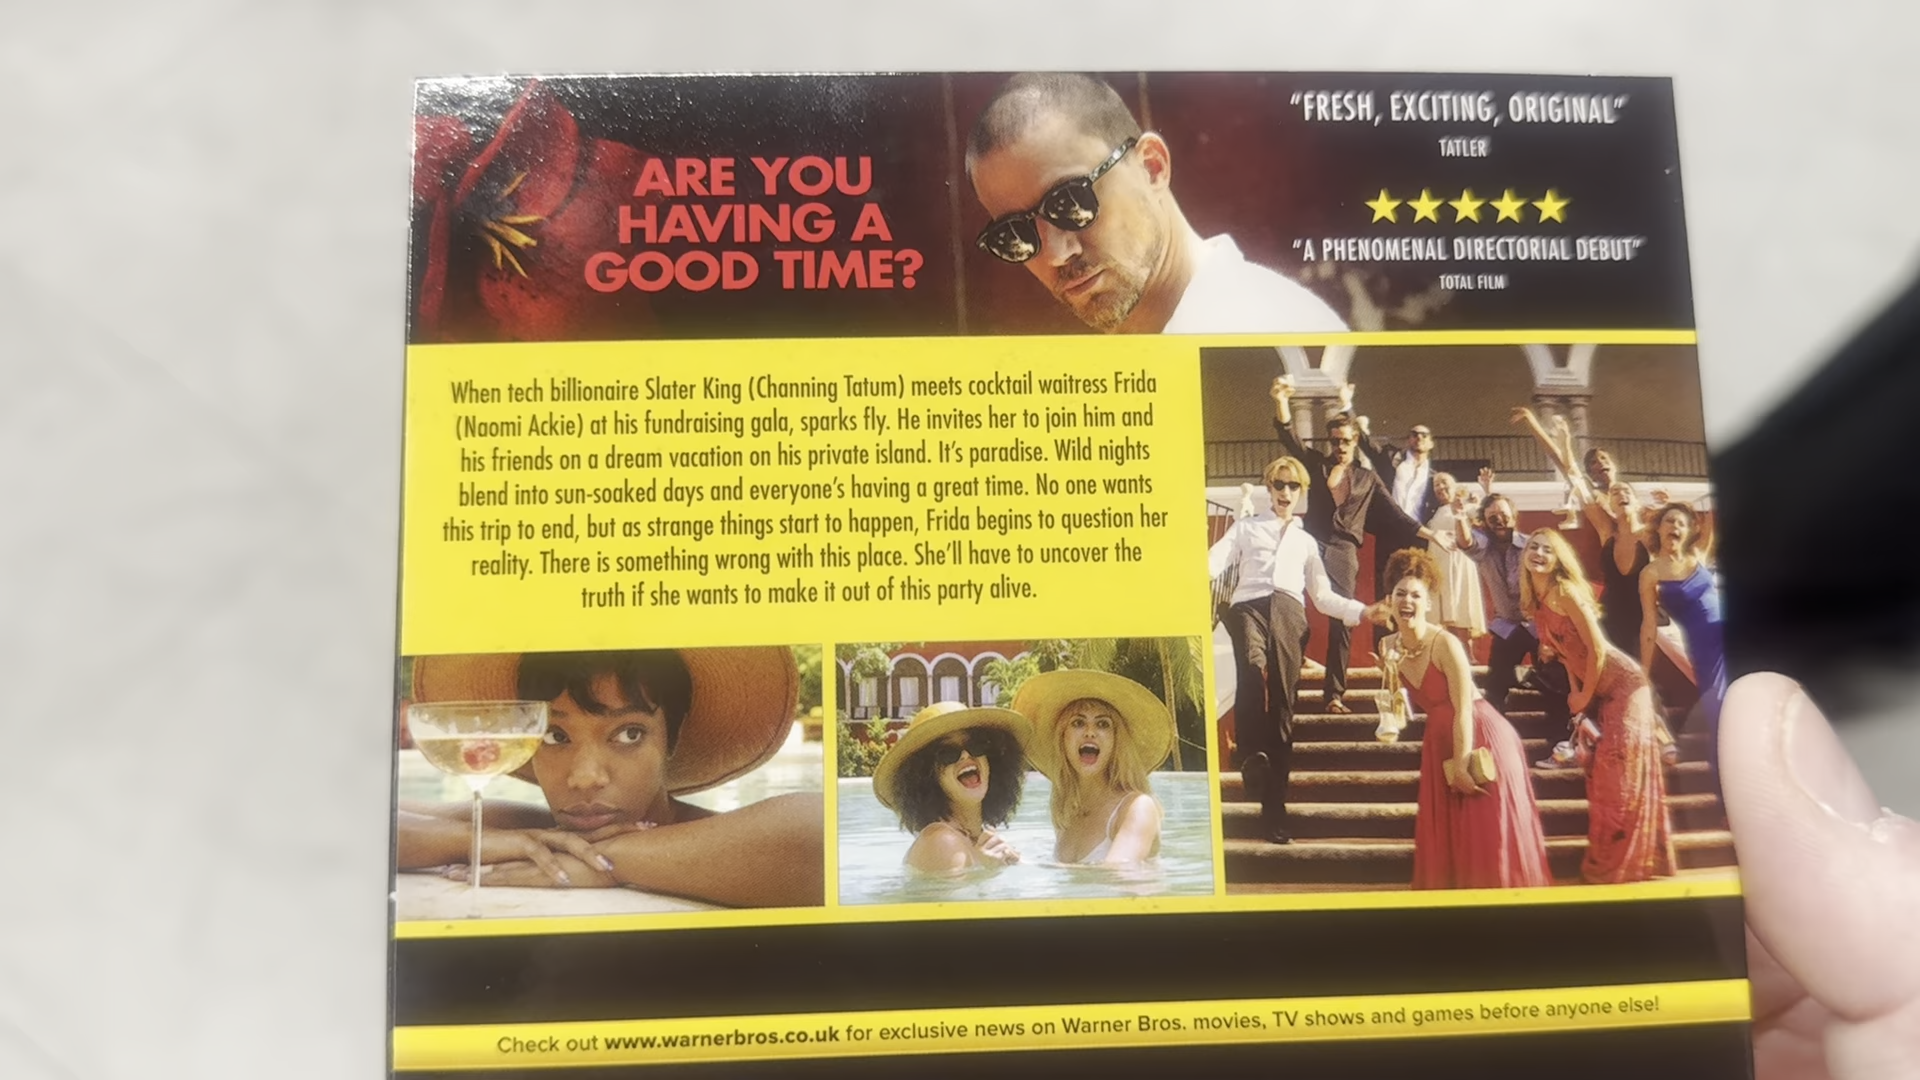 ARE YOU
HAVING A
GOOD TIME?
"FRESH, EXCITING, ORIGINAL"
TATLER
"A PHENOMENAL DIRECTORIAL DEBUT"
TOTAL FILM
When tech billionaire Slater King (Channing Tatum) meets cocktail waitress Frida
(Naomi Ackie) at his fundraising gala, sparks fly. He invites her to join him and
his friends on a dream vacation on his private island. It's paradise. Wild nights
blend into sun-soaked days and everyone's having a great time. No one wants
this trip to end, but as strange things start to happen, Frida begins to question her
reality. There is something wrong with this place. She'll have to uncover the
truth if she wants to make it out of this party alive.
Check out www.warnerbros.co.uk for exclusive news on Warner Bros. movies, TV shows and games before anyone else!